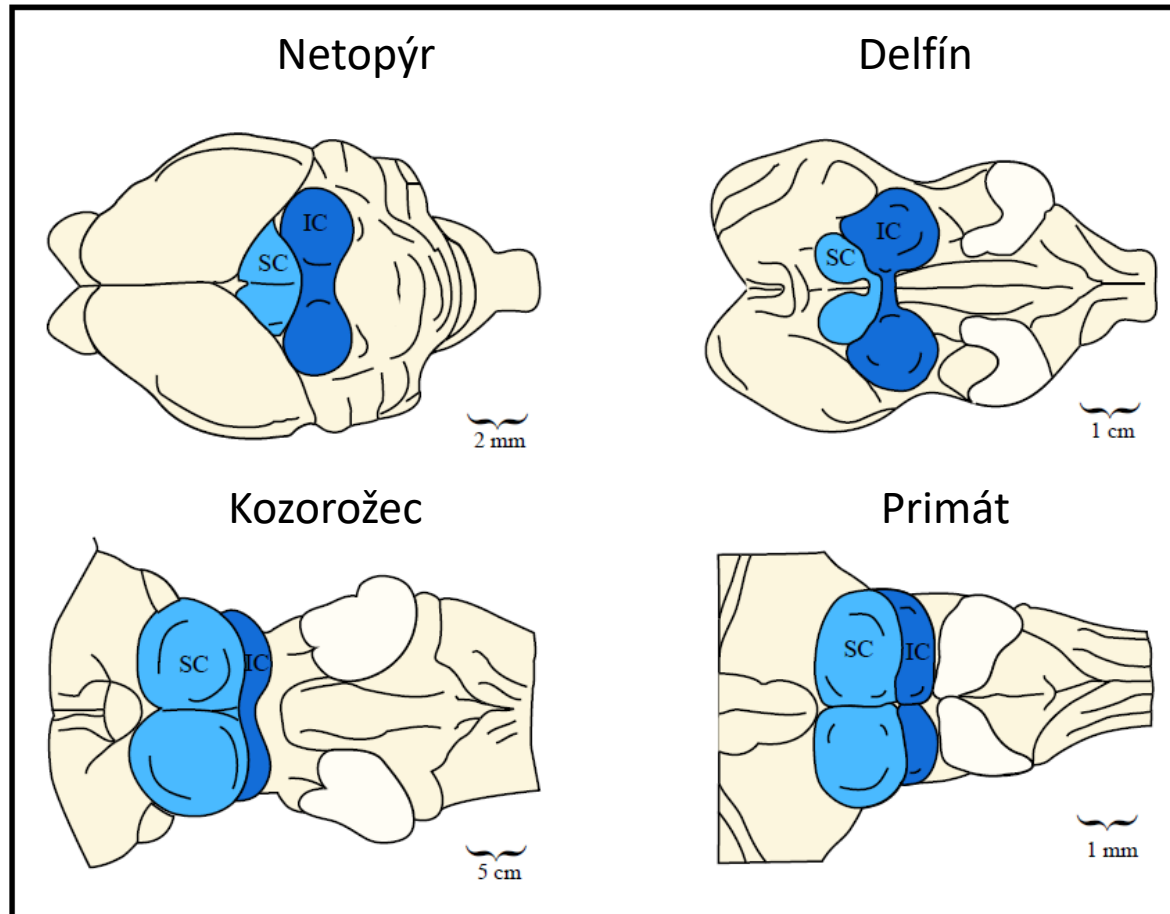 Netopýr
Delfín
IC
SC
2 mm
IC
SC
1 cm
Kozorožec
Primát
SC
IC
5 cm
SC
IC
1 mm